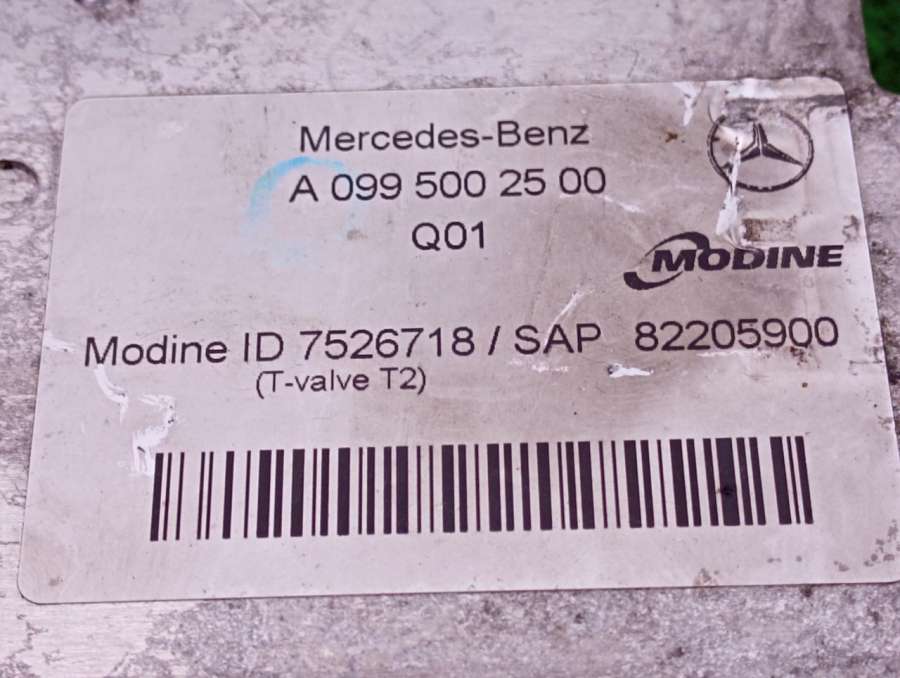 Mercedes-Benz
A 099 500 25 00
Q01
MODINE
Modine ID 7526718 / SAP 82205900
(T-valve T2)